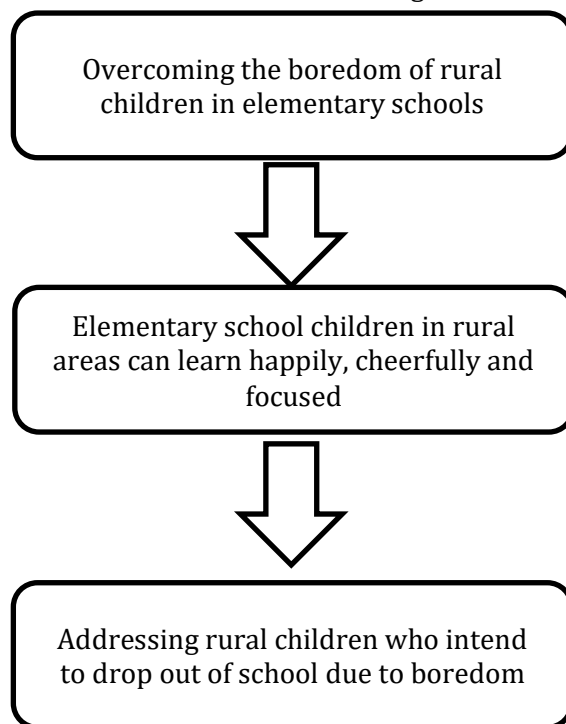 Overcoming the boredom of rural
children in elementary schools
Elementary school children in rural
areas can learn happily, cheerfully and
focused
Addressing rural children who intend
to drop out of school due to boredom